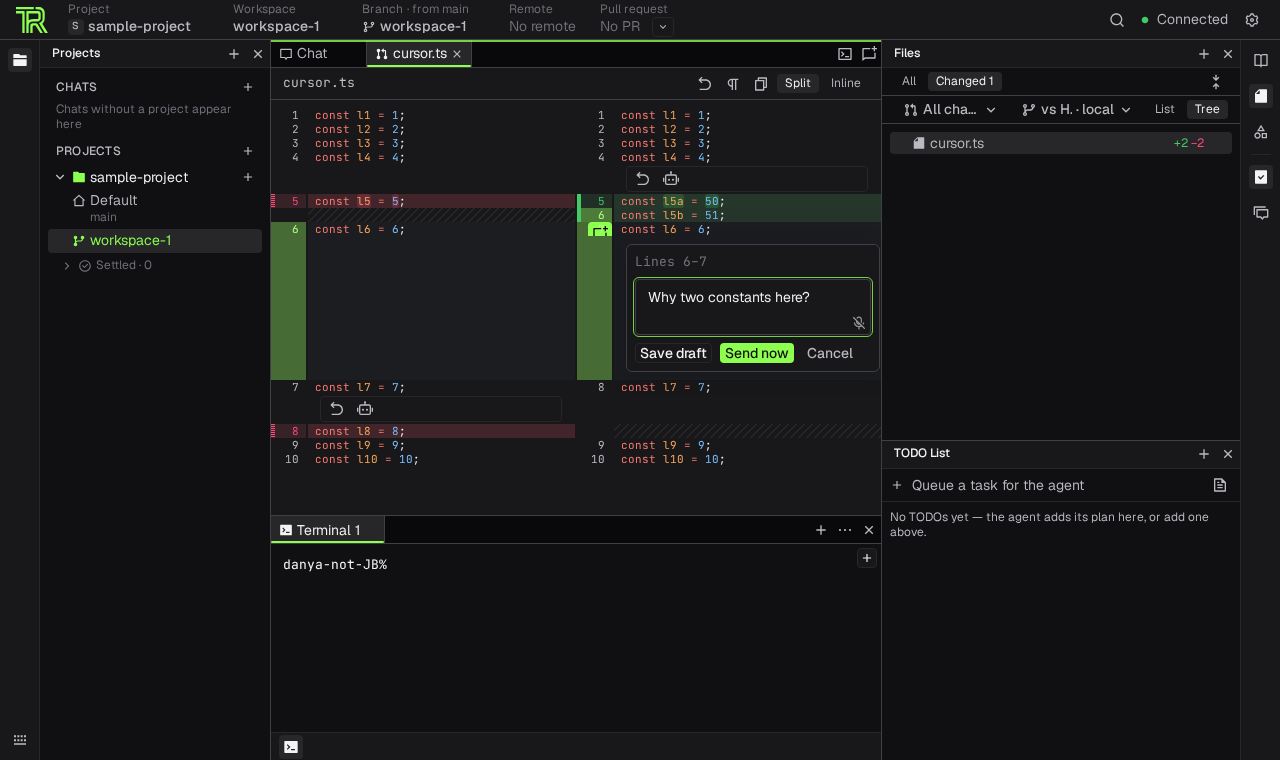 TR
Project
S sample-project
Workspace
workspace-1
Branch · from main
workspace-1
Remote
No remote
Pull request
No PR
Connected
Projects
CHATS
Chats without a project appear
here
PROJECTS
sample-project
Default
main
workspace-1
Settled · 0
Chat
cursor.ts
cursor.ts
Split
Inline
1 const l1 = 1;
2 const l2 = 2;
3 const l3 = 3;
4 const l4 = 4;
5 const l5 = 5;
6 const l6 = 6;
7 const l7 = 7;
8 const l8 = 8;
9 const l9 = 9;
10 const l10 = 10;
1 const l1 = 1;
2 const l2 = 2;
3 const l3 = 3;
4 const l4 = 4;
5 const l5a = 50;
6 const l5b = 51;
const l6 = 6;
Lines 6–7
Why two constants here?
Save draft
Send now
Cancel
8 const l7 = 7;
9 const l9 = 9;
10 const l10 = 10;
Terminal 1
danya-not-JB%
Files
All
Changed 1
All cha...
vs H. · local
List
Tree
cursor.ts
+2 −2
TODO List
Queue a task for the agent
No TODOs yet — the agent adds its plan here, or add one
above.